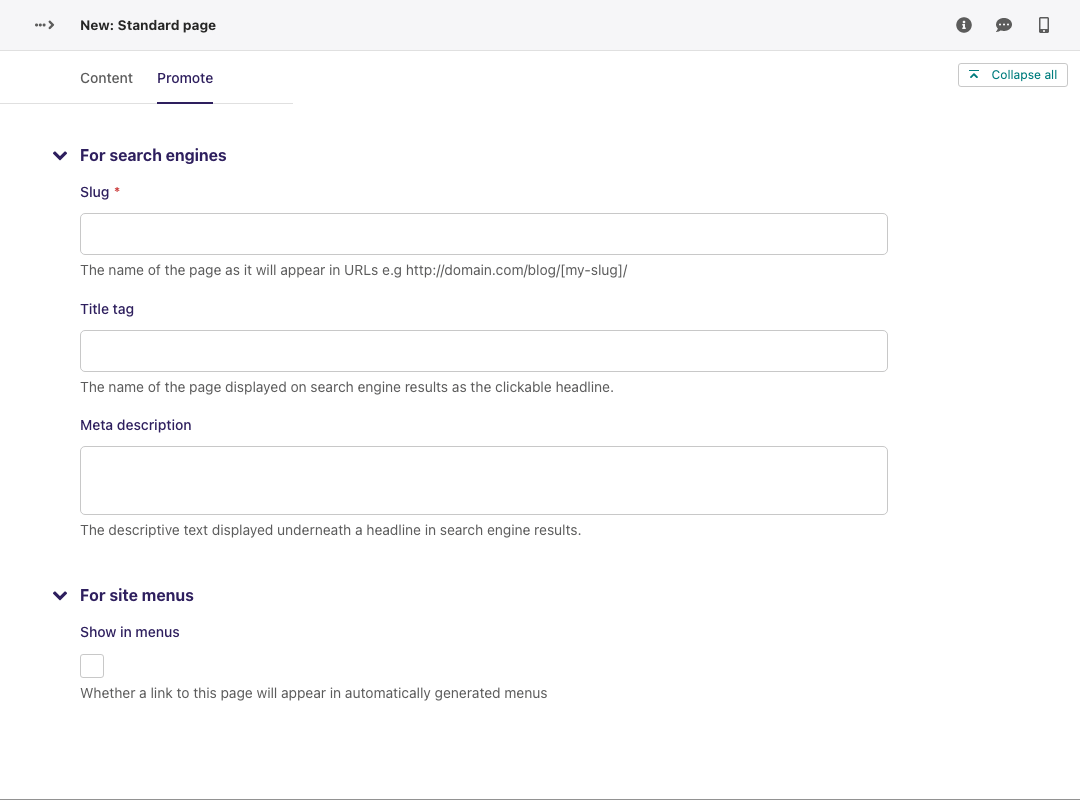 New: Standard page
Content
Promote
Collapse all
For search engines
Slug *
The name of the page as it will appear in URLs e.g http://domain.com/blog/[my-slug]/
Title tag
The name of the page displayed on search engine results as the clickable headline.
Meta description
The descriptive text displayed underneath a headline in search engine results.
For site menus
Show in menus
Whether a link to this page will appear in automatically generated menus